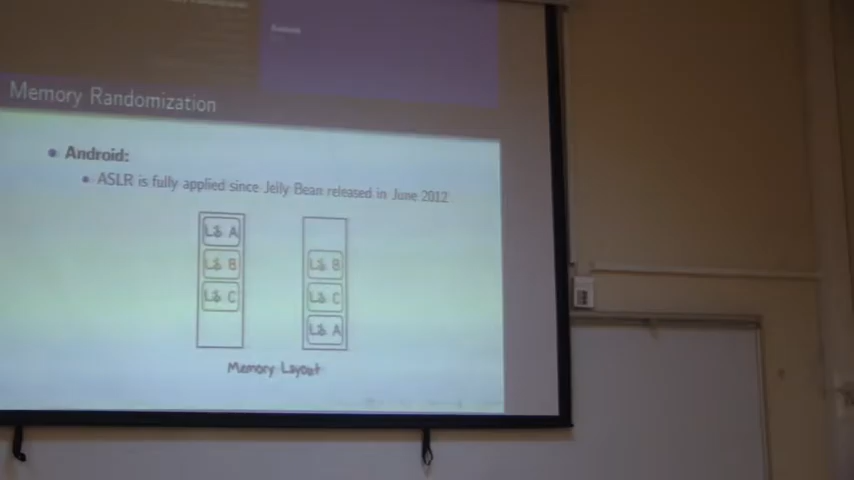 Memory Randomization
Android:
ASLR is fully applied since Jelly Bean released in June 2012
Lib A
Lib B
Lib C
Lib B
Lib C
Lib A
Memory Layout